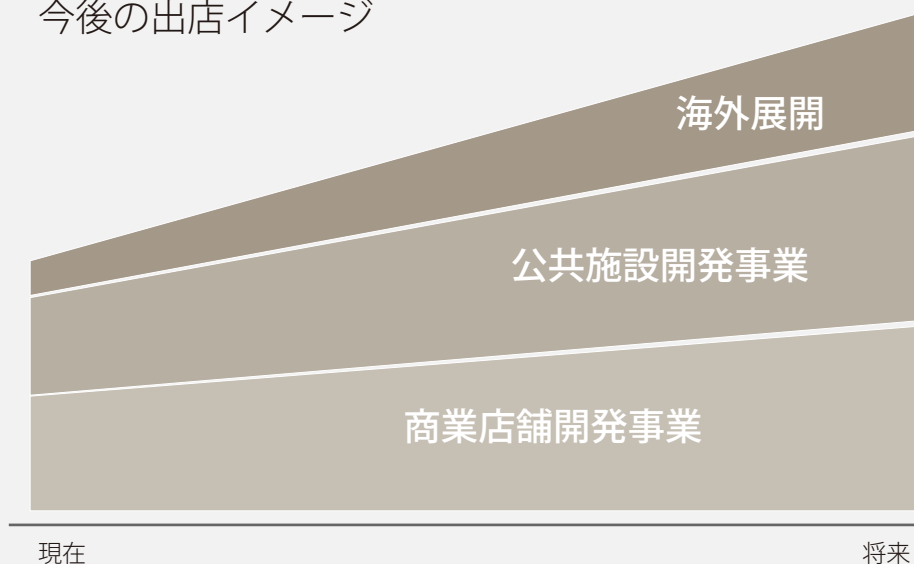 今後の出店イメージ
海外展開
公共施設開発事業
商業店舗開発事業
現在
将来